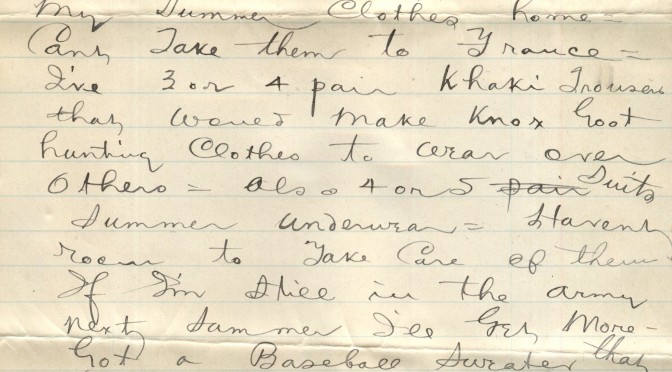 My Summer Clothes home =
Cant Take them to France =
I've 3 or 4 pair Khaki Trousers
that would make Knox Good
hunting Clothes to wear over
Others = also 4 or 5 pair Suits
Summer underwear = Havent
room to Take Care of them
If I'm Still in the army
next Summer I'll Get More -
Got a Baseball Sweater that